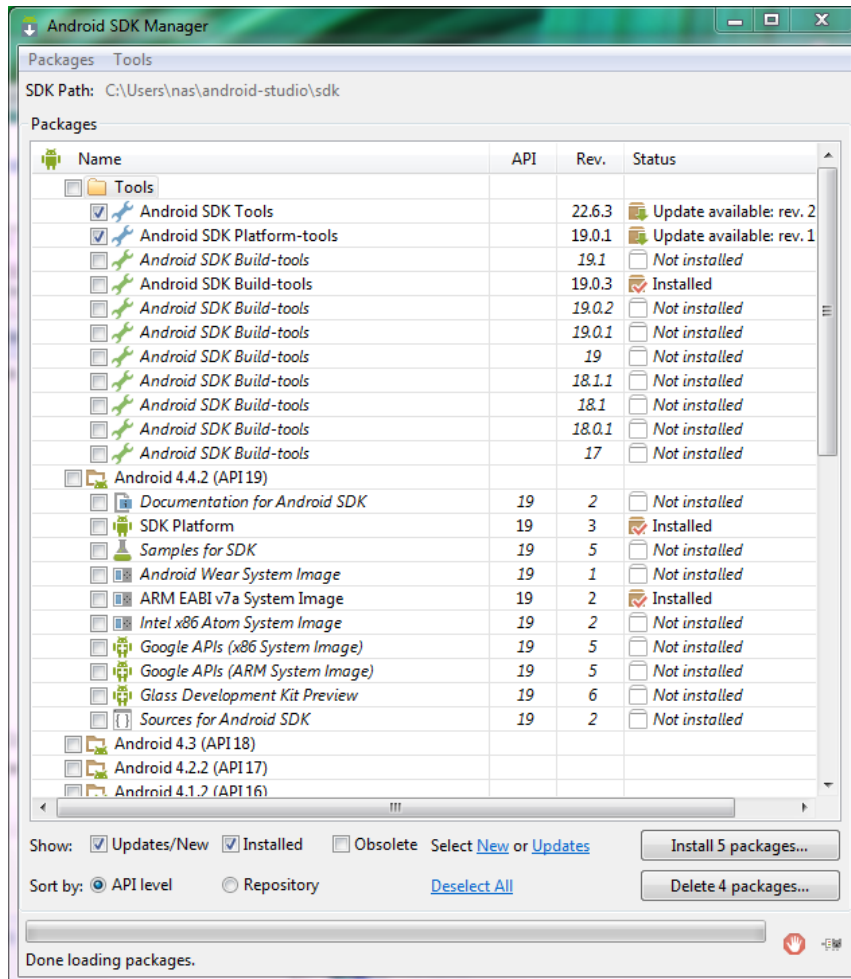 Android SDK Manager
Packages Tools
SDK Path: C:\Users\nas\android-studio\sdk
Packages
Name API Rev. Status
Tools
Android SDK Tools 22.6.3 Update available: rev. 2
Android SDK Platform-tools 19.0.1 Update available: rev. 1
Android SDK Build-tools 19.1 Not installed
Android SDK Build-tools 19.0.3 Installed
Android SDK Build-tools 19.0.2 Not installed
Android SDK Build-tools 19.0.1 Not installed
Android SDK Build-tools 19 Not installed
Android SDK Build-tools 18.1.1 Not installed
Android SDK Build-tools 18.1 Not installed
Android SDK Build-tools 18.0.1 Not installed
Android SDK Build-tools 17 Not installed
Android 4.4.2 (API 19)
Documentation for Android SDK 19 2 Not installed
SDK Platform 19 3 Installed
Samples for SDK 19 5 Not installed
Android Wear System Image 19 1 Not installed
ARM EABI v7a System Image 19 2 Installed
Intel x86 Atom System Image 19 2 Not installed
Google APIs (x86 System Image) 19 5 Not installed
Google APIs (ARM System Image) 19 5 Not installed
Glass Development Kit Preview 19 6 Not installed
Sources for Android SDK 19 2 Not installed
Android 4.3 (API 18)
Android 4.2.2 (API 17)
Android 4.1.2 (API 16)
Show: Updates/New Installed Obsolete Select New or Updates Install 5 packages...
Sort by: API level Repository Deselect All Delete 4 packages...
Done loading packages.